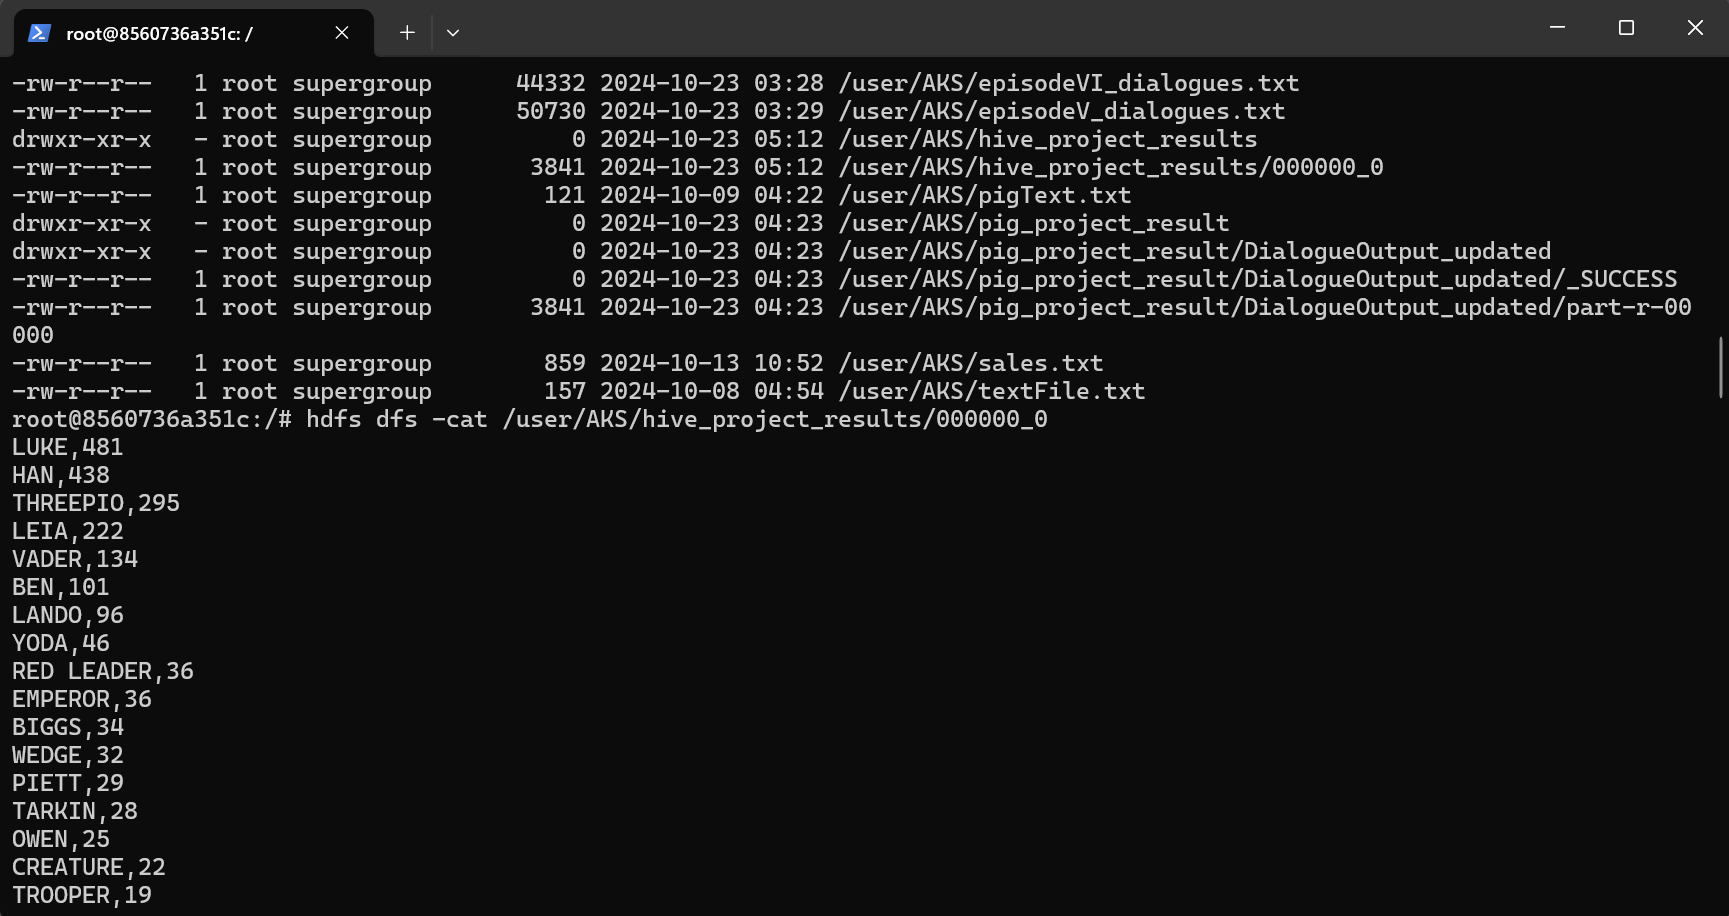 root@8560736a351c: /
-rw-r--r--   1 root supergroup      44332 2024-10-23 03:28 /user/AKS/episodeVI_dialogues.txt
-rw-r--r--   1 root supergroup      50730 2024-10-23 03:29 /user/AKS/episodeV_dialogues.txt
drwxr-xr-x   - root supergroup          0 2024-10-23 05:12 /user/AKS/hive_project_results
-rw-r--r--   1 root supergroup       3841 2024-10-23 05:12 /user/AKS/hive_project_results/000000_0
-rw-r--r--   1 root supergroup        121 2024-10-09 04:22 /user/AKS/pigText.txt
drwxr-xr-x   - root supergroup          0 2024-10-23 04:23 /user/AKS/pig_project_result
drwxr-xr-x   - root supergroup          0 2024-10-23 04:23 /user/AKS/pig_project_result/DialogueOutput_updated
-rw-r--r--   1 root supergroup          0 2024-10-23 04:23 /user/AKS/pig_project_result/DialogueOutput_updated/_SUCCESS
-rw-r--r--   1 root supergroup       3841 2024-10-23 04:23 /user/AKS/pig_project_result/DialogueOutput_updated/part-r-00
000
-rw-r--r--   1 root supergroup        859 2024-10-13 10:52 /user/AKS/sales.txt
-rw-r--r--   1 root supergroup        157 2024-10-08 04:54 /user/AKS/textFile.txt
root@8560736a351c:/# hdfs dfs -cat /user/AKS/hive_project_results/000000_0
LUKE,481
HAN,438
THREEPIO,295
LEIA,222
VADER,134
BEN,101
LANDO,96
YODA,46
RED LEADER,36
EMPEROR,36
BIGGS,34
WEDGE,32
PIETT,29
TARKIN,28
OWEN,25
CREATURE,22
TROOPER,19